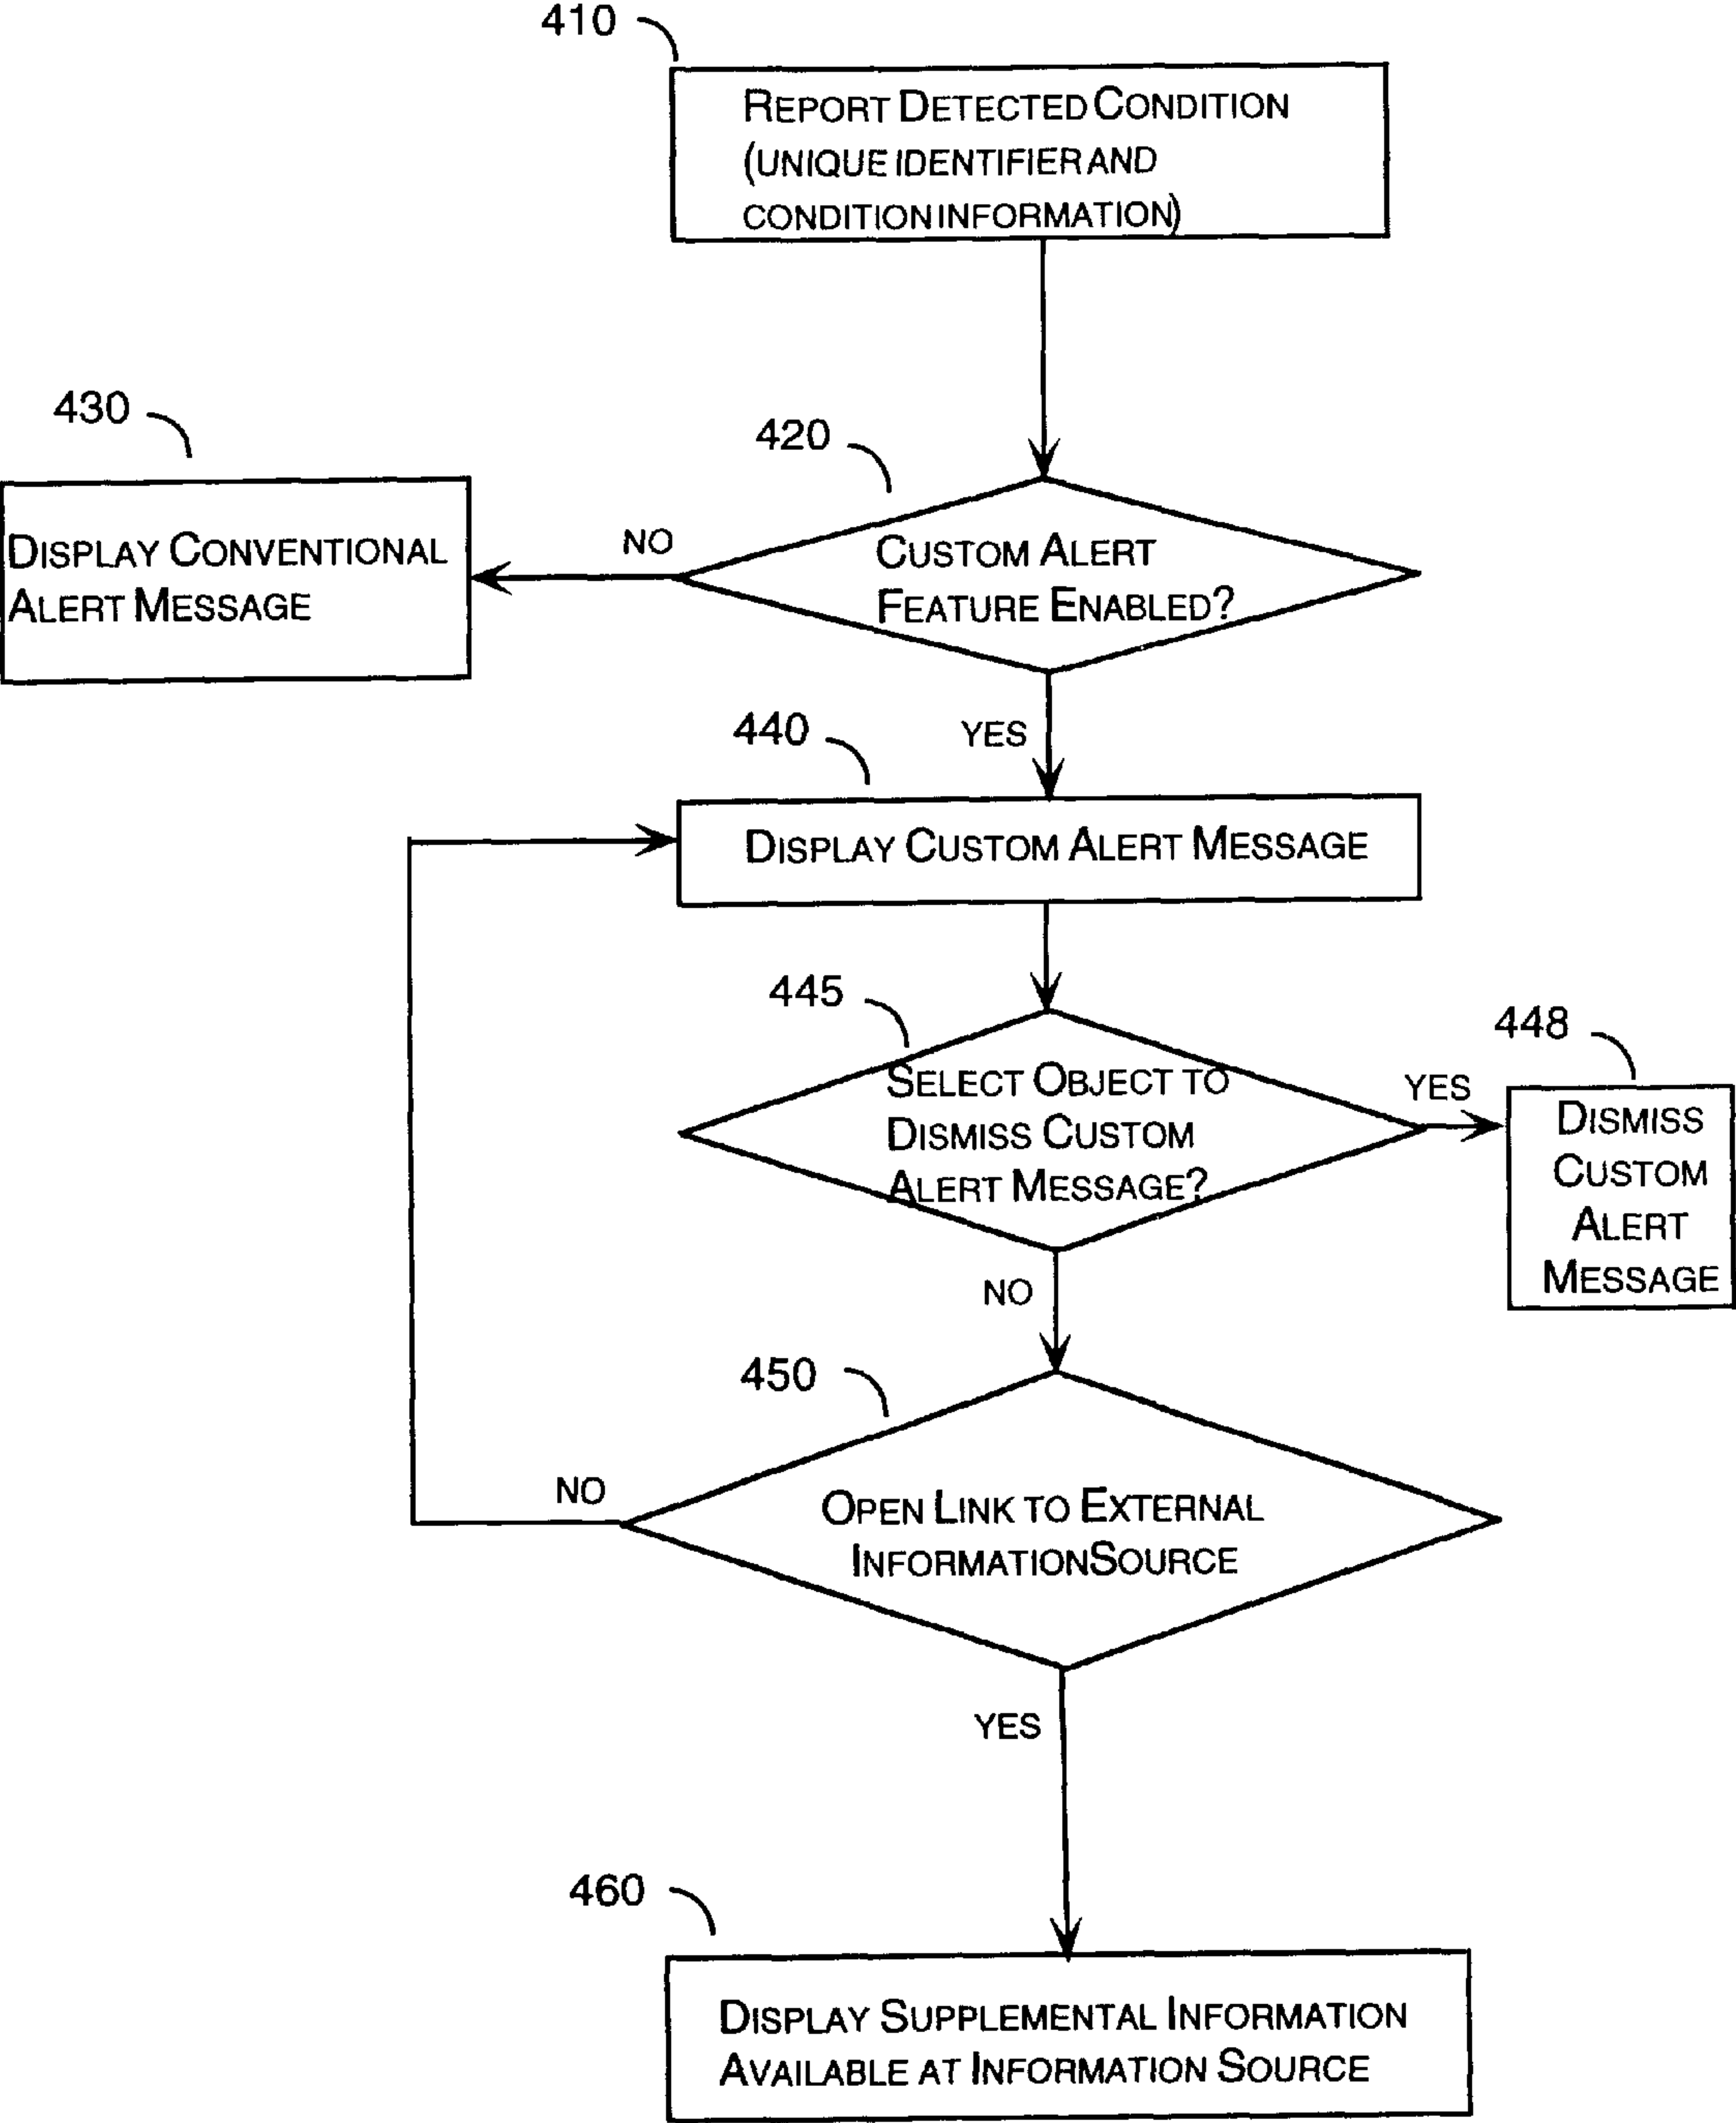 410
REPORT DETECTED CONDITION
(UNIQUE IDENTIFIER AND
CONDITION INFORMATION)
430
420
NO
DISPLAY CONVENTIONAL
ALERT MESSAGE
CUSTOM ALERT
FEATURE ENABLED?
440
YES
DISPLAY CUSTOM ALERT MESSAGE
445
448
SELECT OBJECT TO
DISMISS CUSTOM
ALERT MESSAGE?
YES
DISMISS
CUSTOM
ALERT
MESSAGE
NO
450
NO
OPEN LINK TO EXTERNAL
INFORMATION SOURCE
YES
460
DISPLAY SUPPLEMENTAL INFORMATION
AVAILABLE AT INFORMATION SOURCE